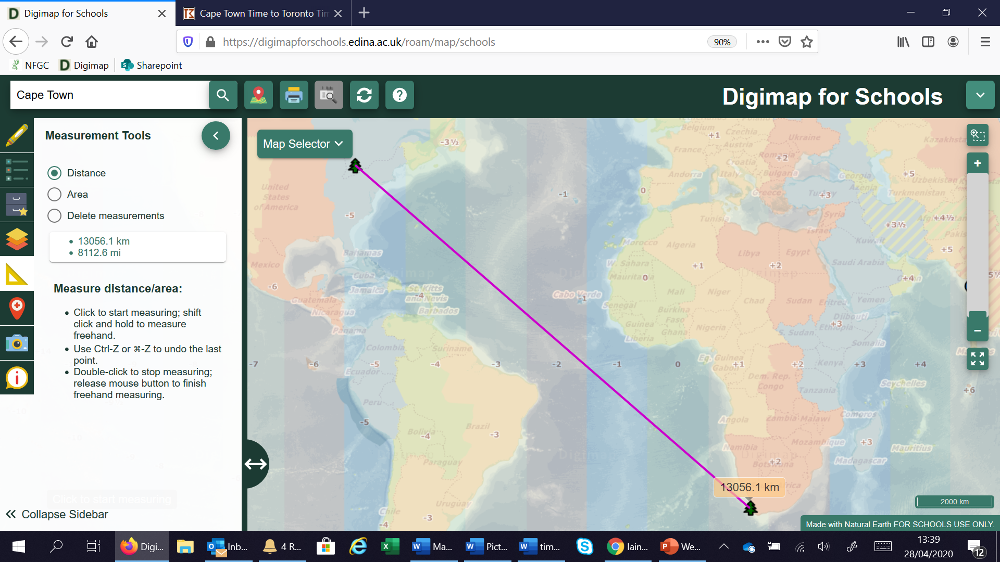 Digimap for Schools
Cape Town Time to Toronto Tim
https://digimapforschools.edina.ac.uk/roam/map/schools
90%
NFGC
Digimap
Sharepoint
Cape Town
Digimap for Schools
Measurement Tools
Distance
Area
Delete measurements
13056.1 km
8112.6 mi
Measure distance/area:
Click to start measuring; shift
click and hold to measure
freehand.
Use Ctrl-Z or ⌘-Z to undo the last
point.
Double-click to stop measuring;
release mouse button to finish
freehand measuring.
Click to start measuring
Collapse Sidebar
Map Selector
-3½
Belgium
+1
Czechia
Ukraine
Kazakhsta
Austria
France
Romania
+2
Croatia
Andorra
Italy
Bulgaria
Georgia
+5
Uzbekistan
United
States
of America
-1
0
Greece
Turkey
+3
Turkmenistan
-5
Tunisia
Syria
+4½
+3½
Israel
Pakis
Morocco
Algeria
Kuwait
Bahamas
Libya
Egypt
+5
Mexico
W. Sahara
+1
+2
Saudi Arabia
Cuba
Digimap
Mauritania
0
+4
5½
-6
Jamaica
St. Kitts
and Nevis
-4
Cabo Verde
-1
Mali
Niger
Guatemala
Senegal
Chad
Sudan
Eritrea
Yemen
Nicaragua
Barbados
Burkina
Faso
Djibouti
Guinea
Ghana
Nigeria
+3
Ethiopia
Panama
Liberia
S. Sudan
Somalia
Colombia
Suriname
Eq. Guinea
Gabon
Kenya
-7
-6
-5
-4
-3
-2
-1
0
+1
+2
+3
+4
Ecuador
Dem. Rep.
Congo
Tanzania
Seychelles
+6
Peru
-5
Angola
Zambia
Malawi
Comoros
Brazil
-3
Bolivia
-4
Namibia
Mozambique
+3
Mauritius
Paraguay
Botswana
+2
Madagascar
13056.1 km
Uruguay
Chile
-4
-3
2000 km
Made with Natural Earth FOR SCHOOLS USE ONLY.
Digi...
Inb...
4 R...
Ma...
Pict...
tim...
Iain...
We...
13:39
28/04/2020
12